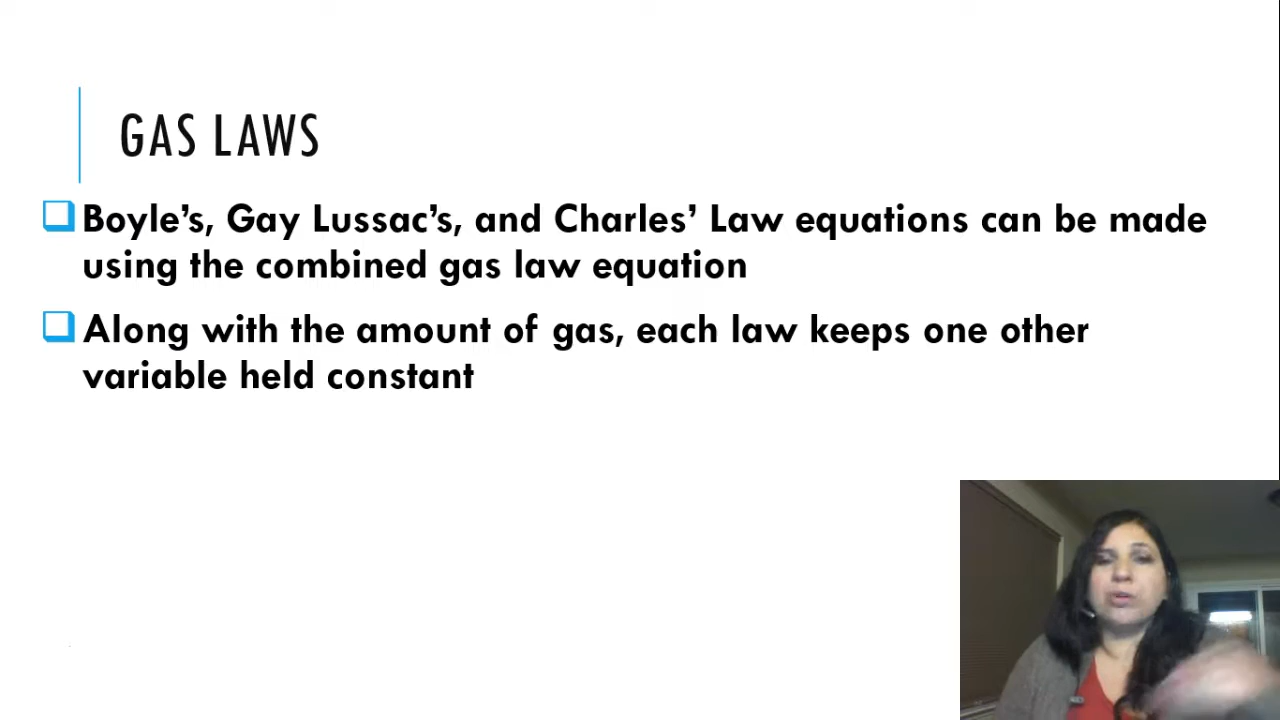 GAS LAWS
Boyle’s, Gay Lussac’s, and Charles’ Law equations can be made
using the combined gas law equation
Along with the amount of gas, each law keeps one other
variable held constant